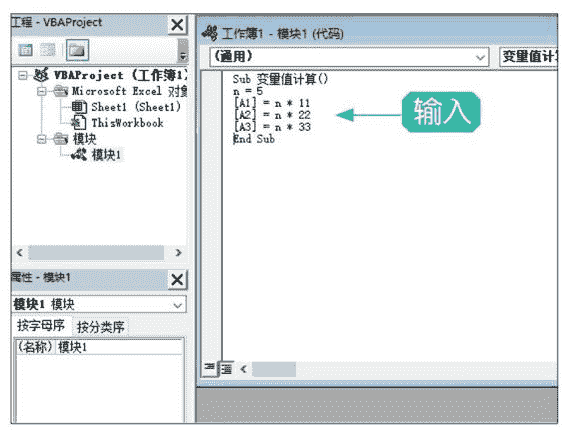 工程 - VBAProject
VBAProject (工作簿1)
Microsoft Excel 对象
Sheet1 (Sheet1)
ThisWorkbook
模块
模块1
属性 - 模块1
模块1 模块
按字母序 按分类序
(名称) 模块1
工作簿1 - 模块1 (代码)
(通用) 变量值计
Sub 变量值计算()
n = 5
[A1] = n * 11
[A2] = n * 22
[A3] = n * 33
End Sub
输入